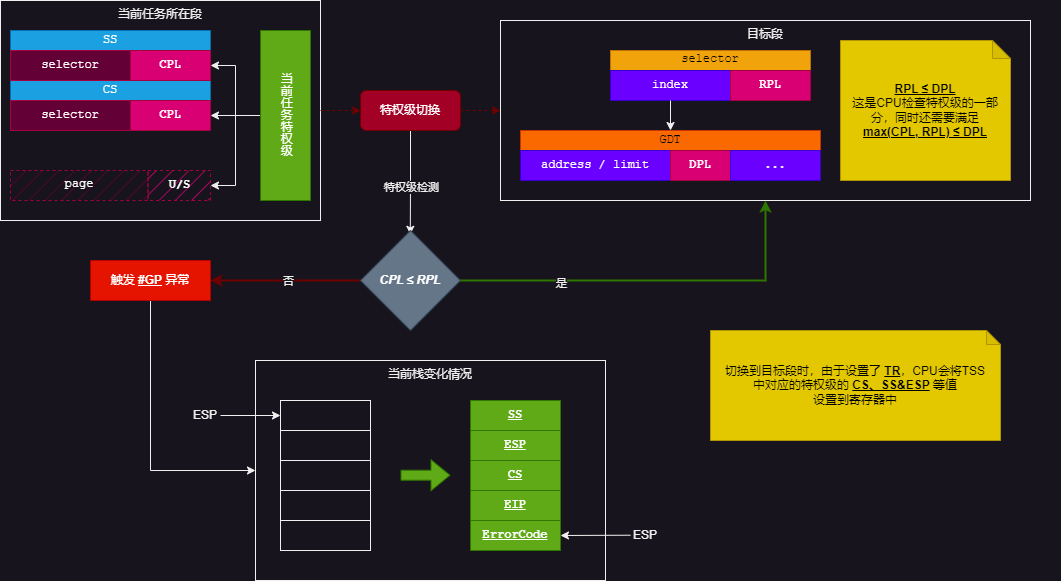 当前任务所在段
SS
selector CPL
CS
selector CPL
page U/S
当前任务特权级
特权级切换
目标段
selector
index RPL
GDT
address / limit DPL ...
RPL ≤ DPL
这是CPU检查特权级的一部
分，同时还需要满足
max(CPL, RPL) ≤ DPL
特权级检测
CPL ≤ RPL
否
是
触发 #GP 异常
切换到目标段时，由于设置了 TR，CPU会将TSS
中对应的特权级的 CS、SS&ESP 等值
设置到寄存器中
当前栈变化情况
ESP
SS
ESP
CS
EIP
ErrorCode
ESP